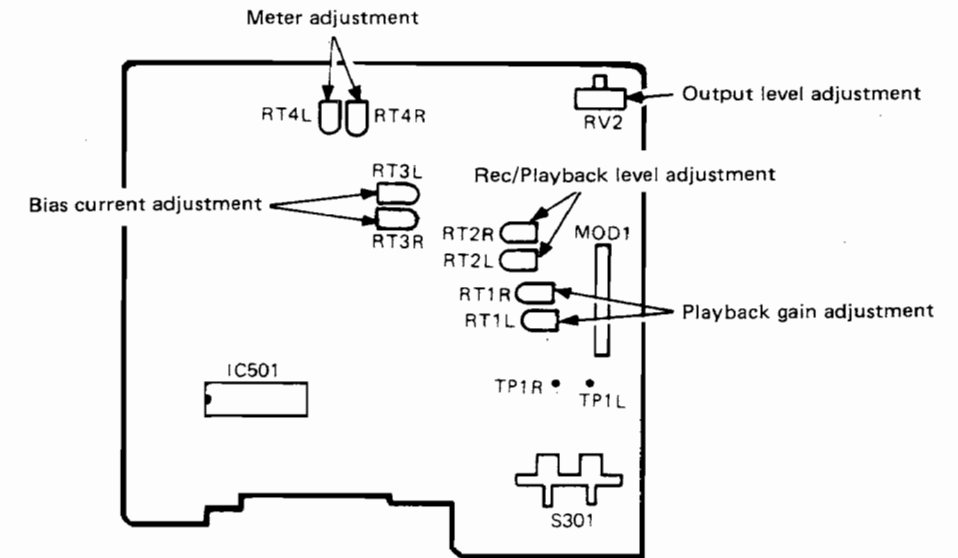 Meter adjustment
RT4L
RT4R
Output level adjustment
RV2
RT3L
Rec/Playback level adjustment
Bias current adjustment
RT3R
RT2R
MOD1
RT2L
RT1R
RT1L
Playback gain adjustment
IC501
TP1R
TP1L
S301